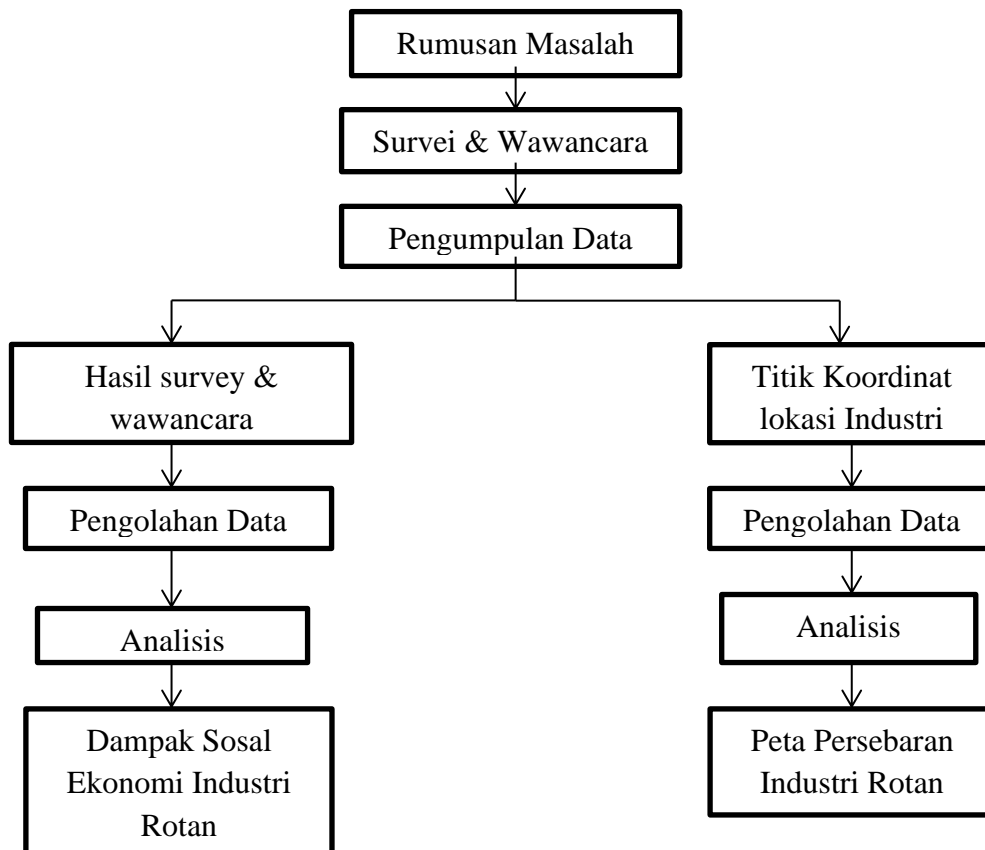 Rumusan Masalah
Survei & Wawancara
Pengumpulan Data
Hasil survey &
wawancara
Titik Koordinat
lokasi Industri
Pengolahan Data
Pengolahan Data
Analisis
Analisis
Dampak Sosal
Ekonomi Industri
Rotan
Peta Persebaran
Industri Rotan